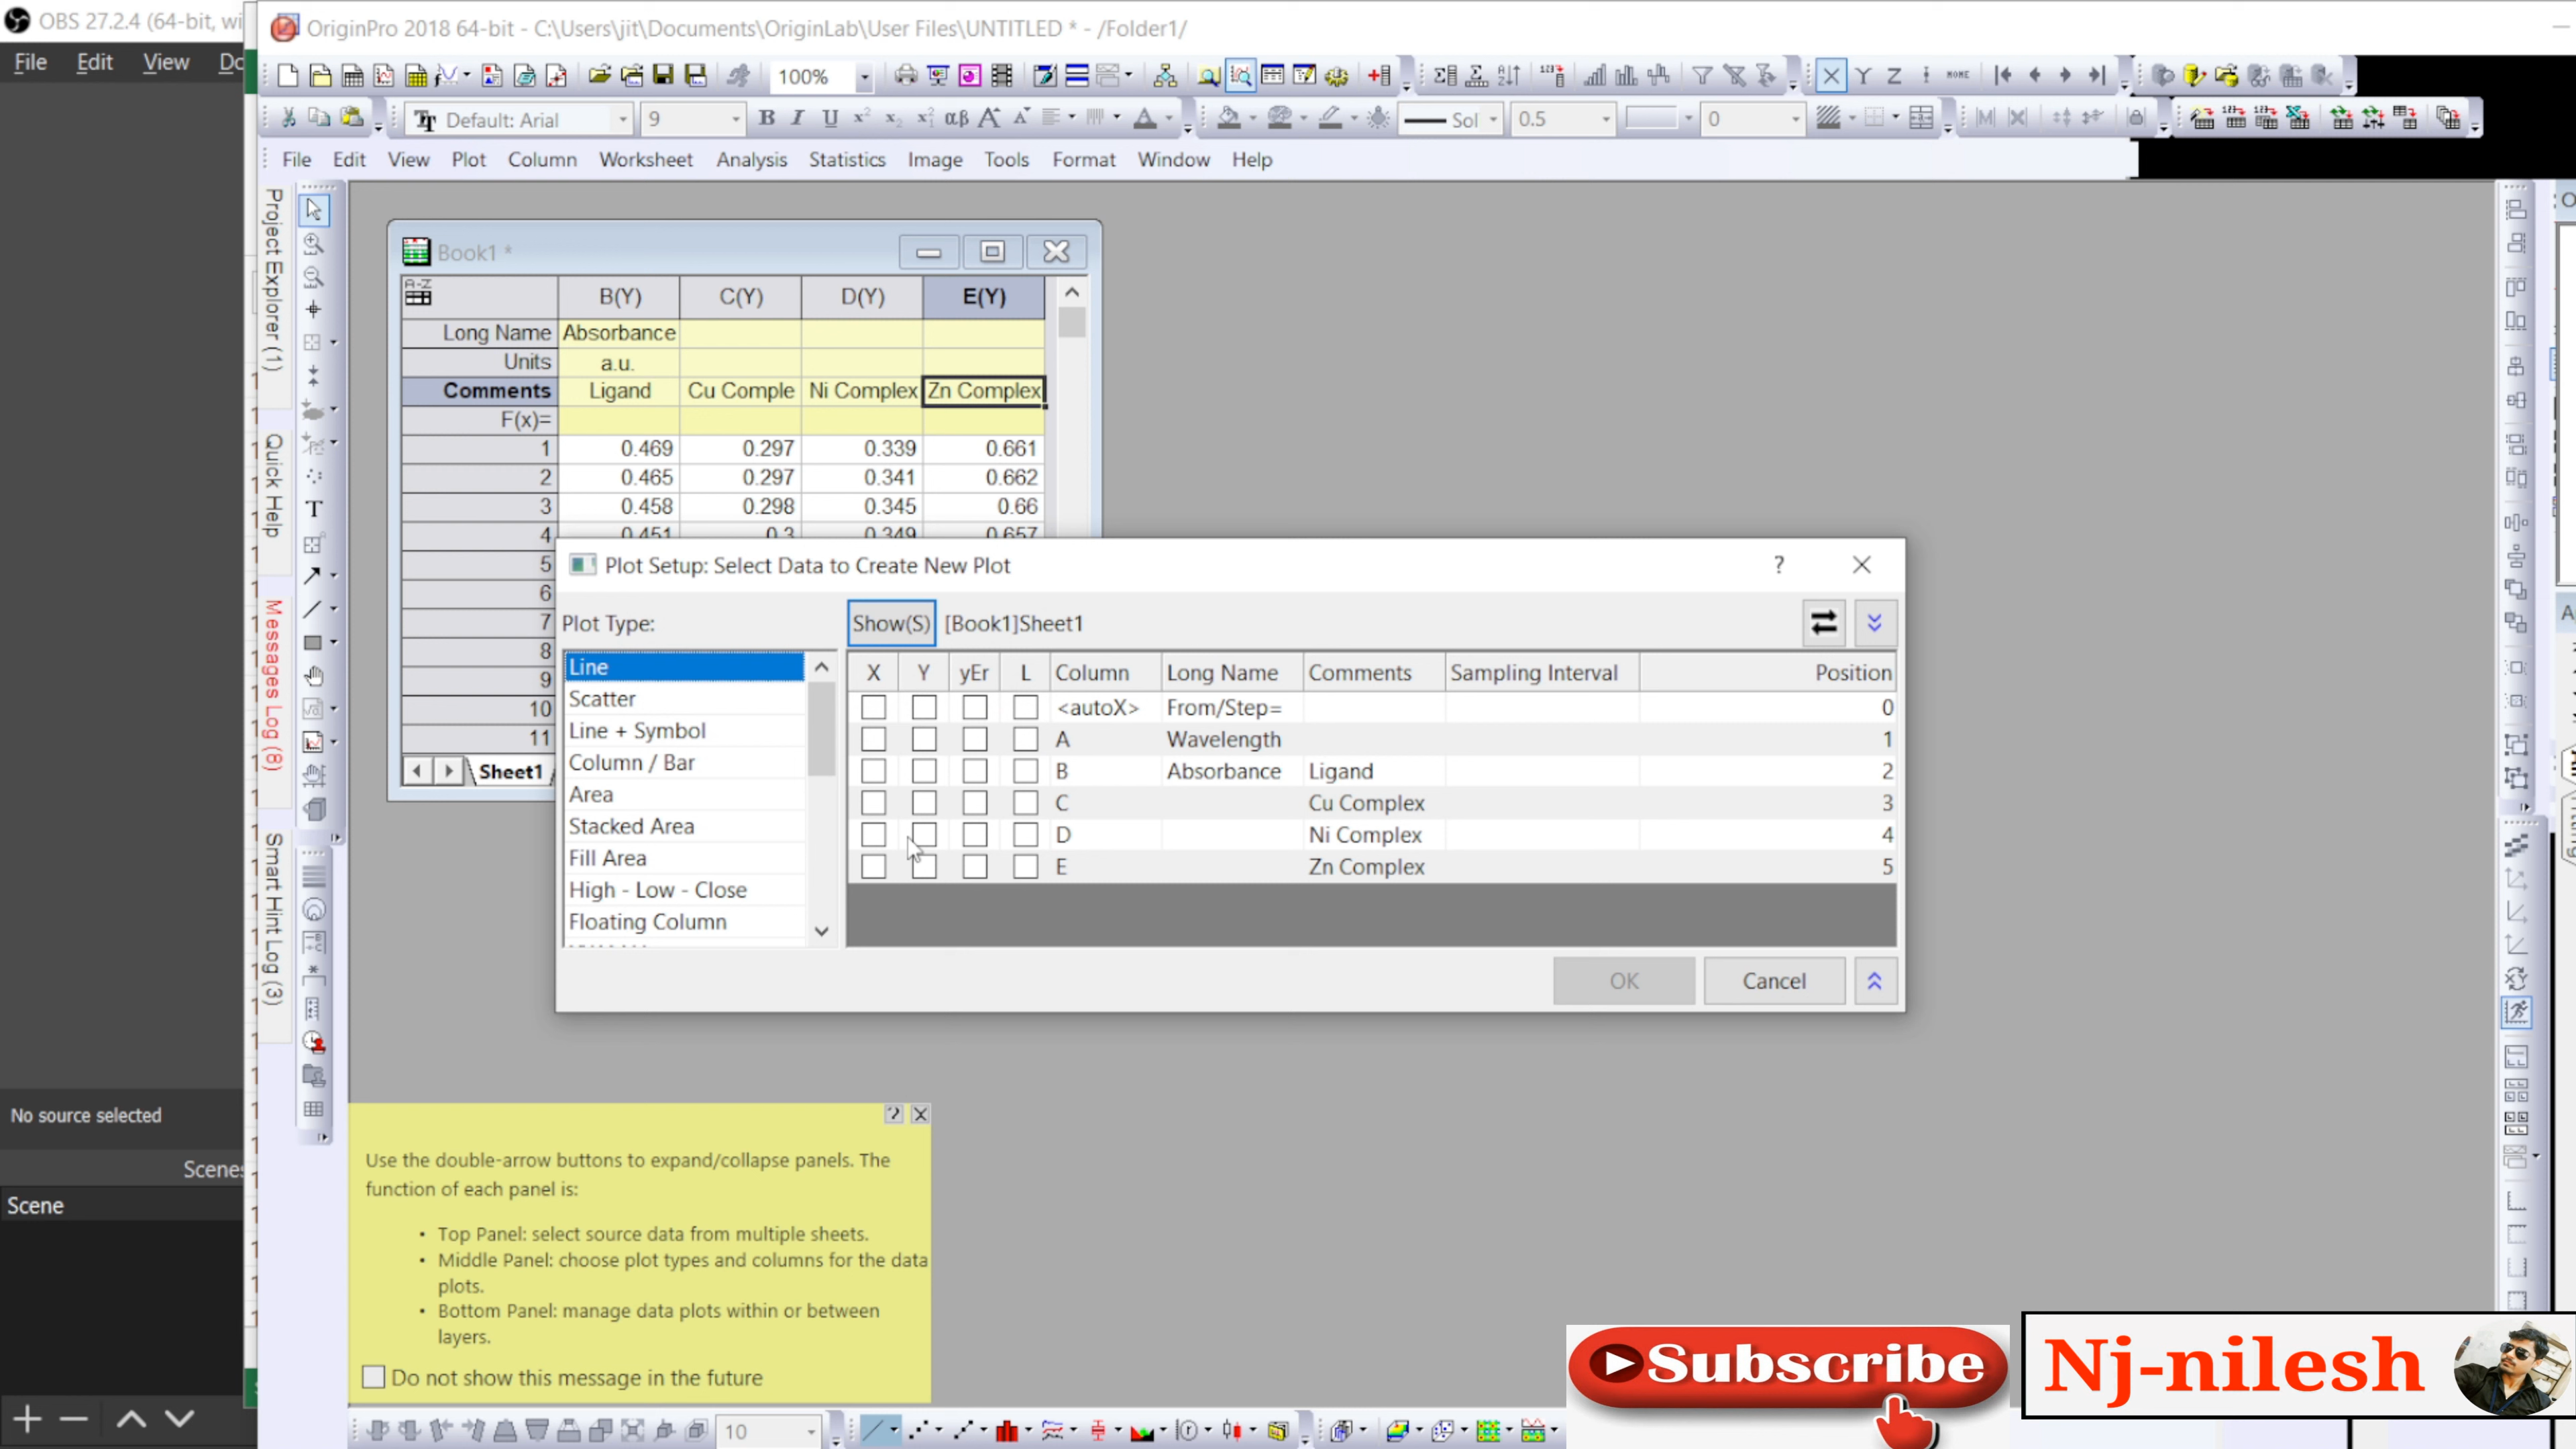 OBS 27.2.4 (64-bit, wi
File Edit View Do
OriginPro 2018 64-bit - C:\Users\jit\Documents\OriginLab\User Files\UNTITLED * - /Folder1/
100%
X Y Z HOME
Default: Arial 9 B I U αβ A Sol 0.5 0
File Edit View Plot Column Worksheet Analysis Statistics Image Tools Format Window Help
Project Explorer (1)
Quick Help
Messages Log (8)
Smart Hint Log (3)
Book1 *
B(Y) C(Y) D(Y) E(Y)
Long Name Absorbance
Units a.u.
Comments Ligand Cu Comple Ni Complex Zn Complex
F(x)=
1 0.469 0.297 0.339 0.661
2 0.465 0.297 0.341 0.662
3 0.458 0.298 0.345 0.66
4 0.451 0.3 0.349 0.657
5
6
7
8
9
10
11
Sheet1
Plot Setup: Select Data to Create New Plot ?
Plot Type: Show(S) [Book1]Sheet1
Line
Scatter
Line + Symbol
Column / Bar
Area
Stacked Area
Fill Area
High - Low - Close
Floating Column
X Y yEr L Column Long Name Comments Sampling Interval Position
<autoX> From/Step= 0
A Wavelength 1
B Absorbance Ligand 2
C Cu Complex 3
D Ni Complex 4
E Zn Complex 5
OK Cancel
Use the double-arrow buttons to expand/collapse panels. The
function of each panel is:
• Top Panel: select source data from multiple sheets.
• Middle Panel: choose plot types and columns for the data
plots.
• Bottom Panel: manage data plots within or between
layers.
Do not show this message in the future
No source selected
Scenes
Scene
10
Subscribe
Nj-nilesh